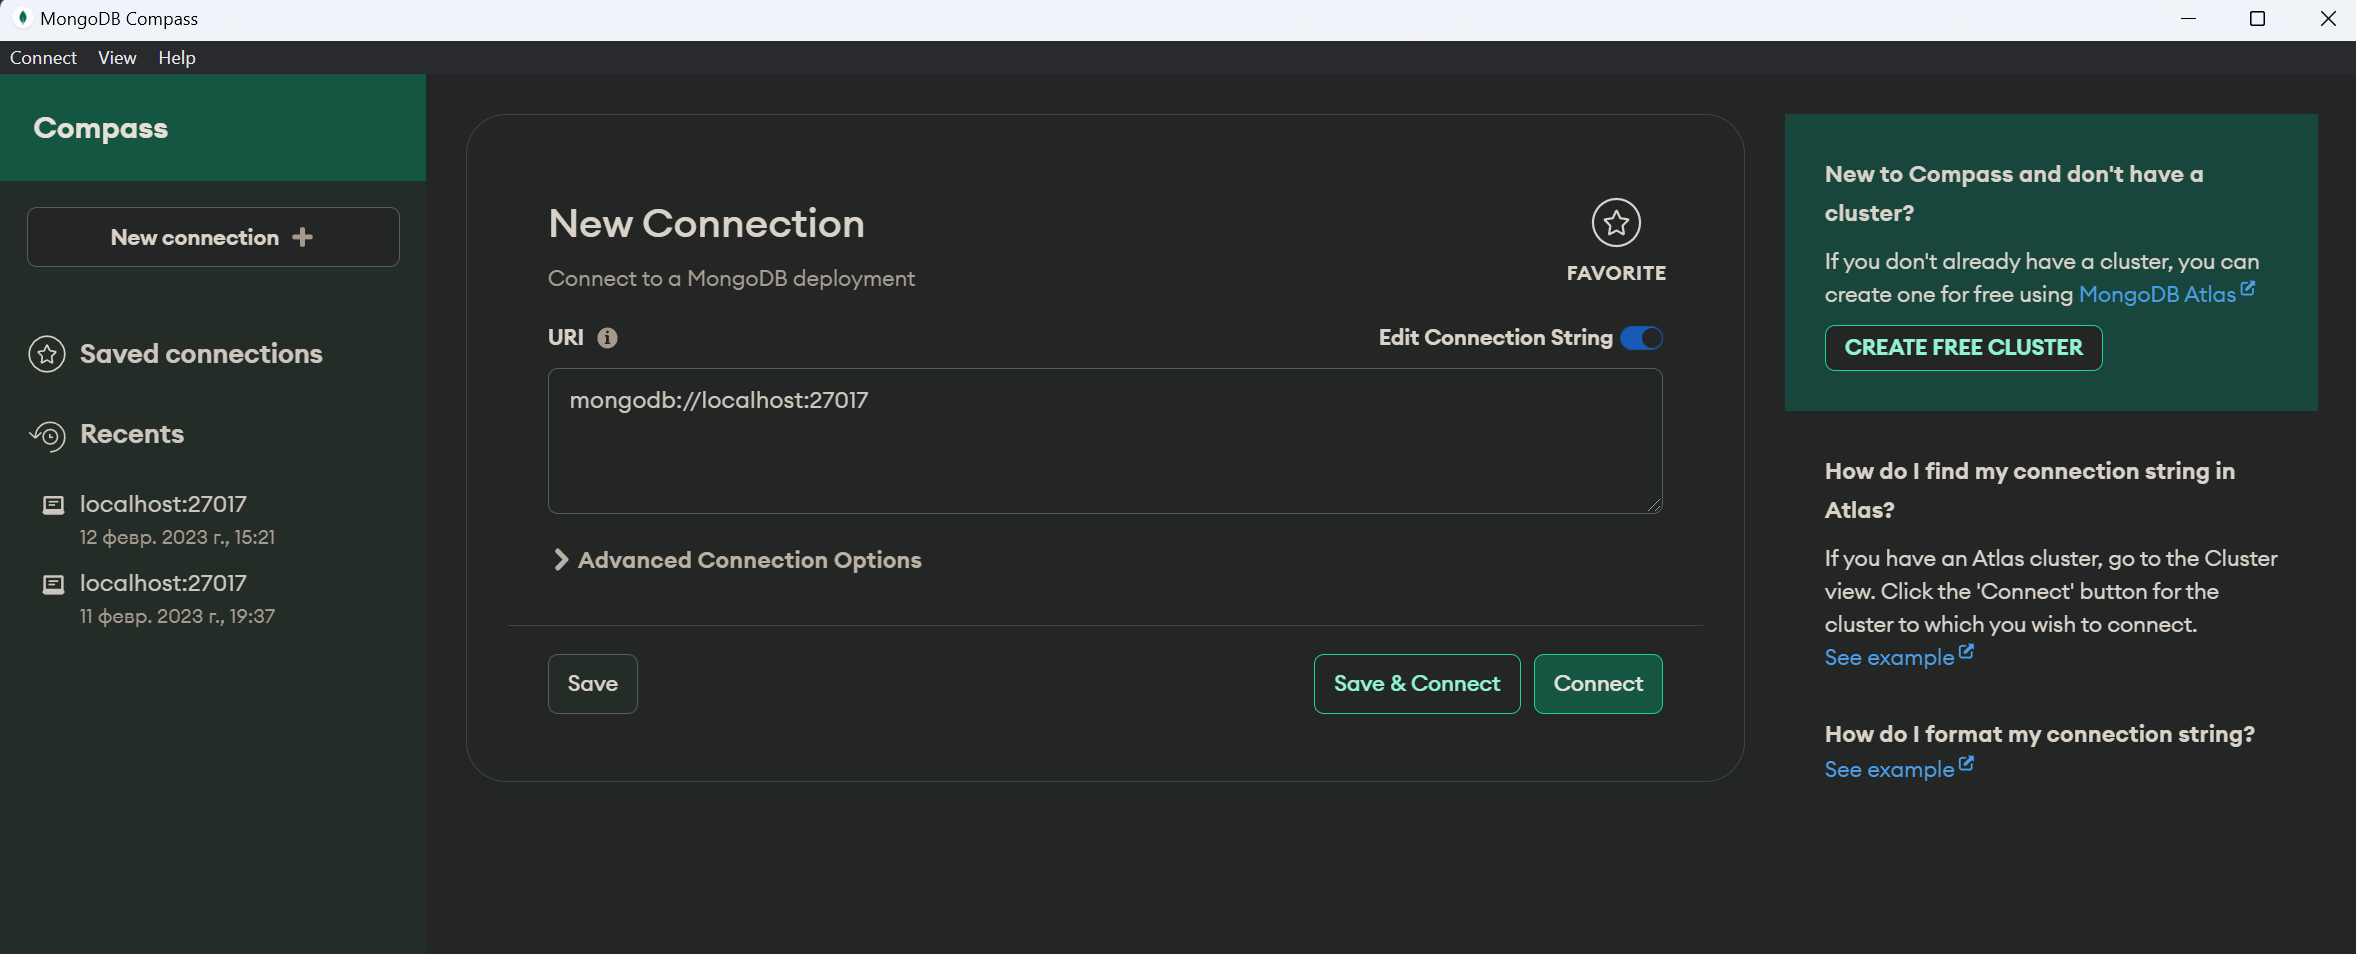 MongoDB Compass
Connect View Help
Compass
New connection
Saved connections
Recents
localhost:27017
12 февр. 2023 г., 15:21
localhost:27017
11 февр. 2023 г., 19:37
New Connection
Connect to a MongoDB deployment
FAVORITE
URI
Edit Connection String
mongodb://localhost:27017
Advanced Connection Options
Save
Save & Connect
Connect
New to Compass and don't have a
cluster?
If you don't already have a cluster, you can
create one for free using MongoDB Atlas
CREATE FREE CLUSTER
How do I find my connection string in
Atlas?
If you have an Atlas cluster, go to the Cluster
view. Click the 'Connect' button for the
cluster to which you wish to connect.
See example
How do I format my connection string?
See example